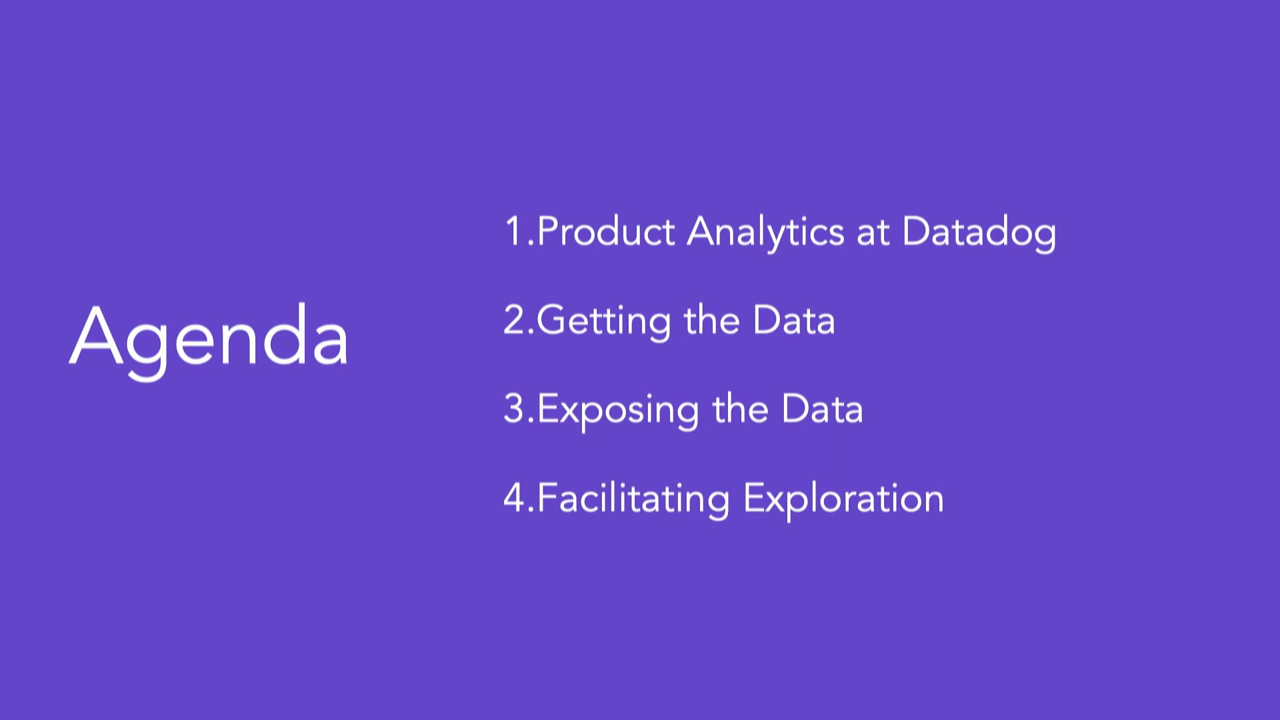 Agenda
1.Product Analytics at Datadog
2.Getting the Data
3.Exposing the Data
4.Facilitating Exploration